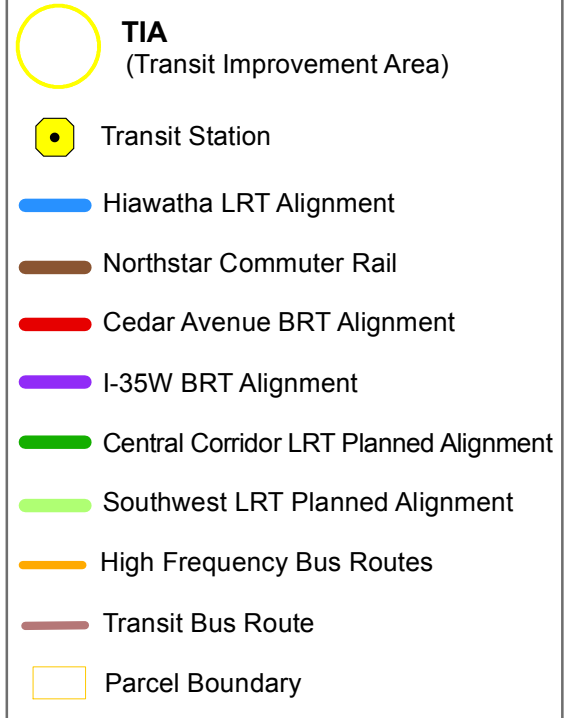 TIA
(Transit Improvement Area)
Transit Station
Hiawatha LRT Alignment
Northstar Commuter Rail
Cedar Avenue BRT Alignment
I-35W BRT Alignment
Central Corridor LRT Planned Alignment
Southwest LRT Planned Alignment
High Frequency Bus Routes
Transit Bus Route
Parcel Boundary